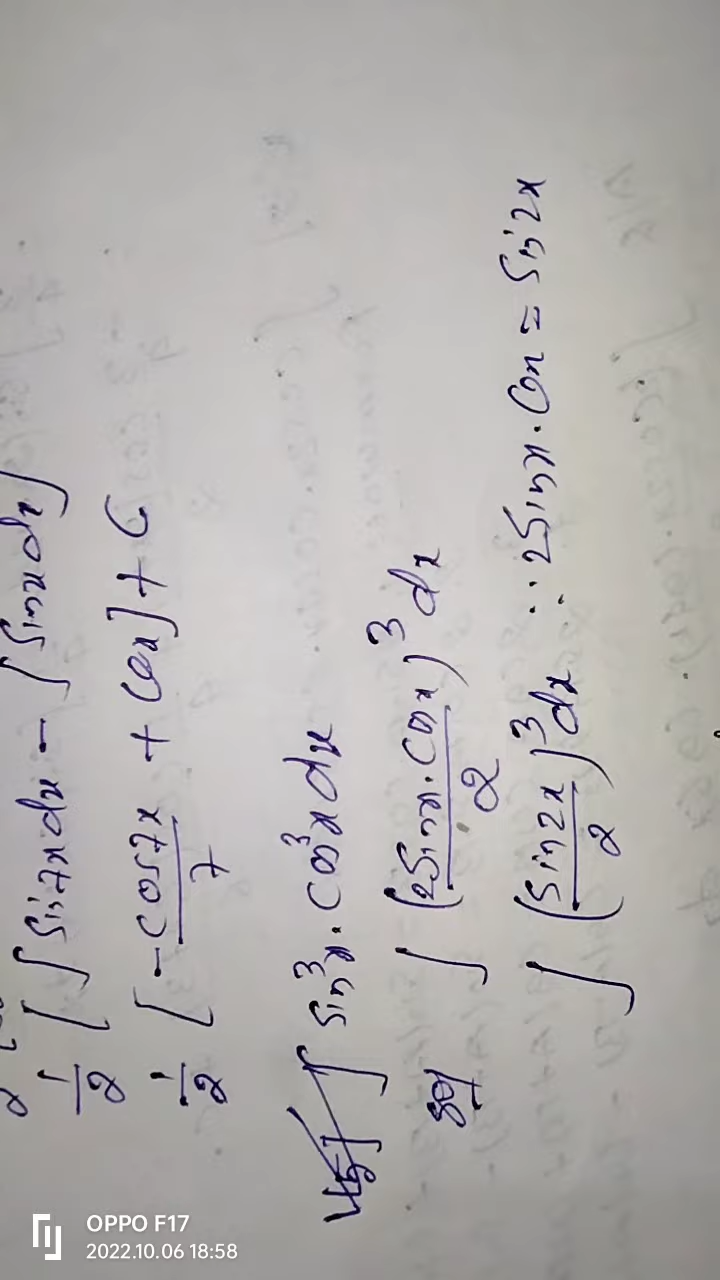 1/2 [∫ sin7x dx - ∫ sinx dx]
1/2 [-cos7x/7 + cosx] + C
45) ∫ sin³x . cos³x dx
Sol ∫ (2sinx . cosx / 2)³ dx
∫ (sin2x / 2)³ dx ∵ 2sinx . cosx = sin2x
OPPO F17
2022.10.06 18:58